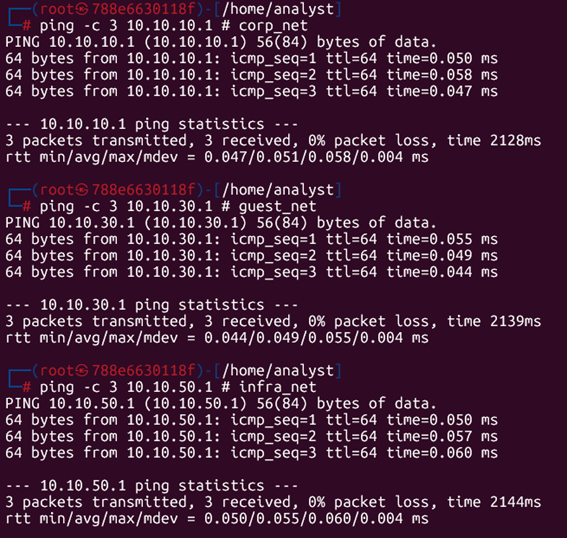 ┌──(root㉿788e6630118f)-[/home/analyst]
└─# ping -c 3 10.10.10.1 # corp_net
PING 10.10.10.1 (10.10.10.1) 56(84) bytes of data.
64 bytes from 10.10.10.1: icmp_seq=1 ttl=64 time=0.050 ms
64 bytes from 10.10.10.1: icmp_seq=2 ttl=64 time=0.058 ms
64 bytes from 10.10.10.1: icmp_seq=3 ttl=64 time=0.047 ms

--- 10.10.10.1 ping statistics ---
3 packets transmitted, 3 received, 0% packet loss, time 2128ms
rtt min/avg/max/mdev = 0.047/0.051/0.058/0.004 ms

┌──(root㉿788e6630118f)-[/home/analyst]
└─# ping -c 3 10.10.30.1 # guest_net
PING 10.10.30.1 (10.10.30.1) 56(84) bytes of data.
64 bytes from 10.10.30.1: icmp_seq=1 ttl=64 time=0.055 ms
64 bytes from 10.10.30.1: icmp_seq=2 ttl=64 time=0.049 ms
64 bytes from 10.10.30.1: icmp_seq=3 ttl=64 time=0.044 ms

--- 10.10.30.1 ping statistics ---
3 packets transmitted, 3 received, 0% packet loss, time 2139ms
rtt min/avg/max/mdev = 0.044/0.049/0.055/0.004 ms

┌──(root㉿788e6630118f)-[/home/analyst]
└─# ping -c 3 10.10.50.1 # infra_net
PING 10.10.50.1 (10.10.50.1) 56(84) bytes of data.
64 bytes from 10.10.50.1: icmp_seq=1 ttl=64 time=0.050 ms
64 bytes from 10.10.50.1: icmp_seq=2 ttl=64 time=0.057 ms
64 bytes from 10.10.50.1: icmp_seq=3 ttl=64 time=0.060 ms

--- 10.10.50.1 ping statistics ---
3 packets transmitted, 3 received, 0% packet loss, time 2144ms
rtt min/avg/max/mdev = 0.050/0.055/0.060/0.004 ms